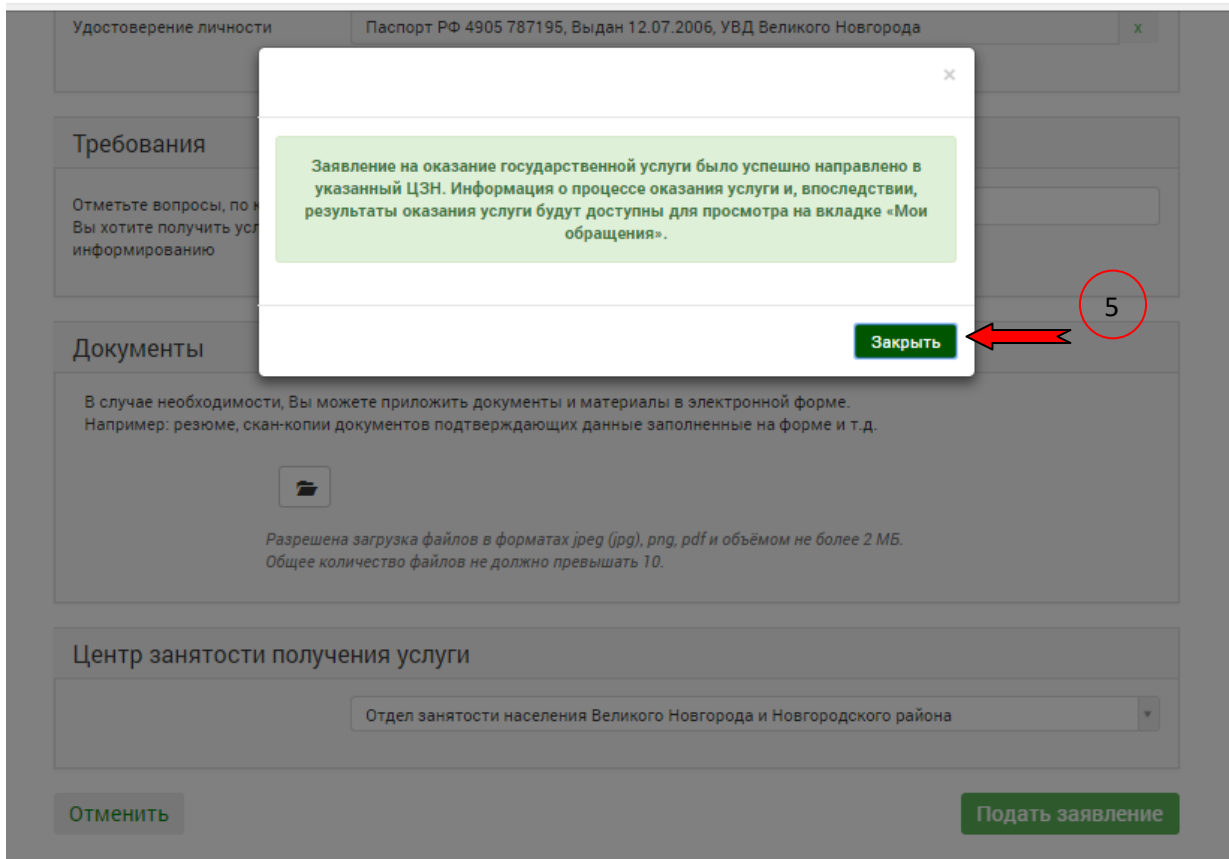 Удостоверение личности
Паспорт РФ 4905 787195, Выдан 12.07.2006, УВД Великого Новгорода
x
×
Заявление на оказание государственной услуги было успешно направлено в
указанный ЦЗН. Информация о процессе оказания услуги и, впоследствии,
результаты оказания услуги будут доступны для просмотра на вкладке «Мои
обращения».
Закрыть
5
Требования
Отметьте вопросы, по
Вы хотите получить
информированию
Документы
В случае необходимости, Вы можете приложить документы и материалы в электронной форме.
Например: резюме, скан-копии документов подтверждающих данные заполненные на форме и т.д.
Разрешена загрузка файлов в форматах jpeg (jpg), png, pdf и объёмом не более 2 МБ.
Общее количество файлов не должно превышать 10.
Центр занятости получения услуги
Отдел занятости населения Великого Новгорода и Новгородского района
Отменить
Подать заявление